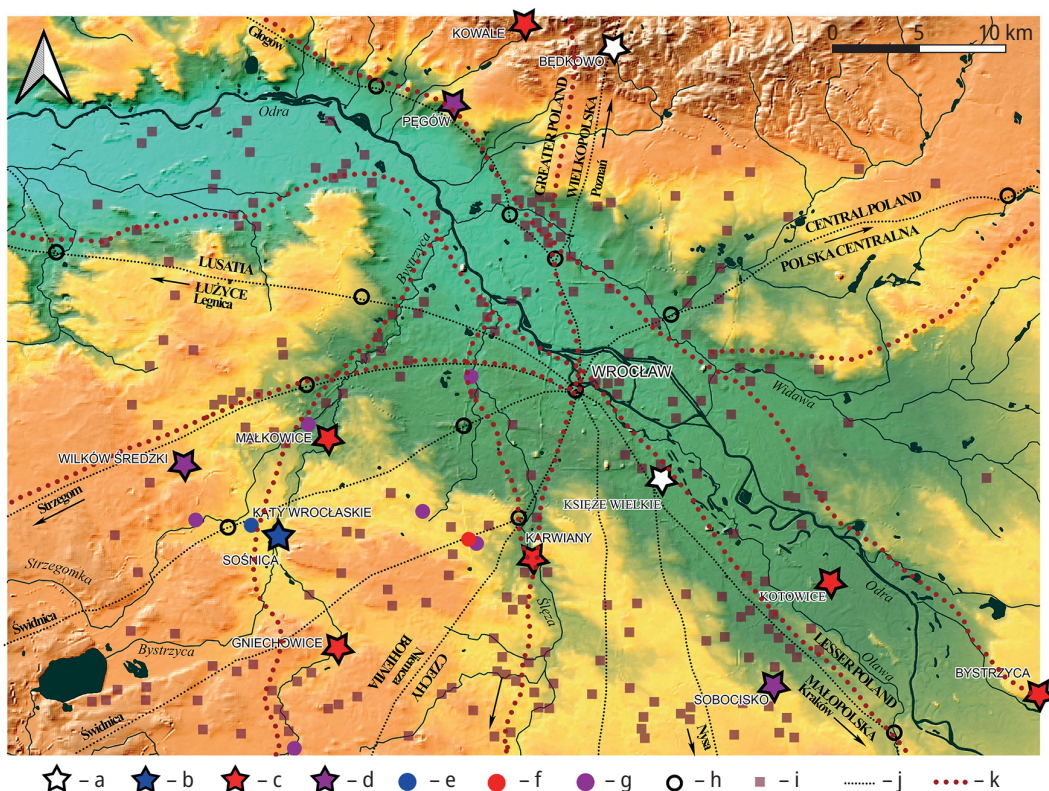 KOWALE
0 5 10 km
Głogów
BĘDKOWO
Odra
PĘGÓW
GREATER POLAND
WIELKOPOLSKA
Poznań
CENTRAL POLAND
POLSKA CENTRALNA
Bystrzyca
LUSATIA
ŁUŻYCE
Legnica
WROCŁAW
Widawa
MAŁKOWICE
WILKÓW ŚREDZKI
Strzegom
KSIĘŻE WIELKIE
KĄTY WROCŁASKIE
SOŚNICA
KARWIANY
Strzegomka
KOTOWICE
Odra
Świdnica
Ślęza
GNIECHOWICE
Bystrzyca
BOHEMIA
Niemcza
CZECHY
LESSER POLAND
Oława
MAŁOPOLSKA
Kraków
BYSTRZYCA
SOBOCISKO
Świdnica
Nysa
– a – b – c – d – e – f – g – h – i – j – k